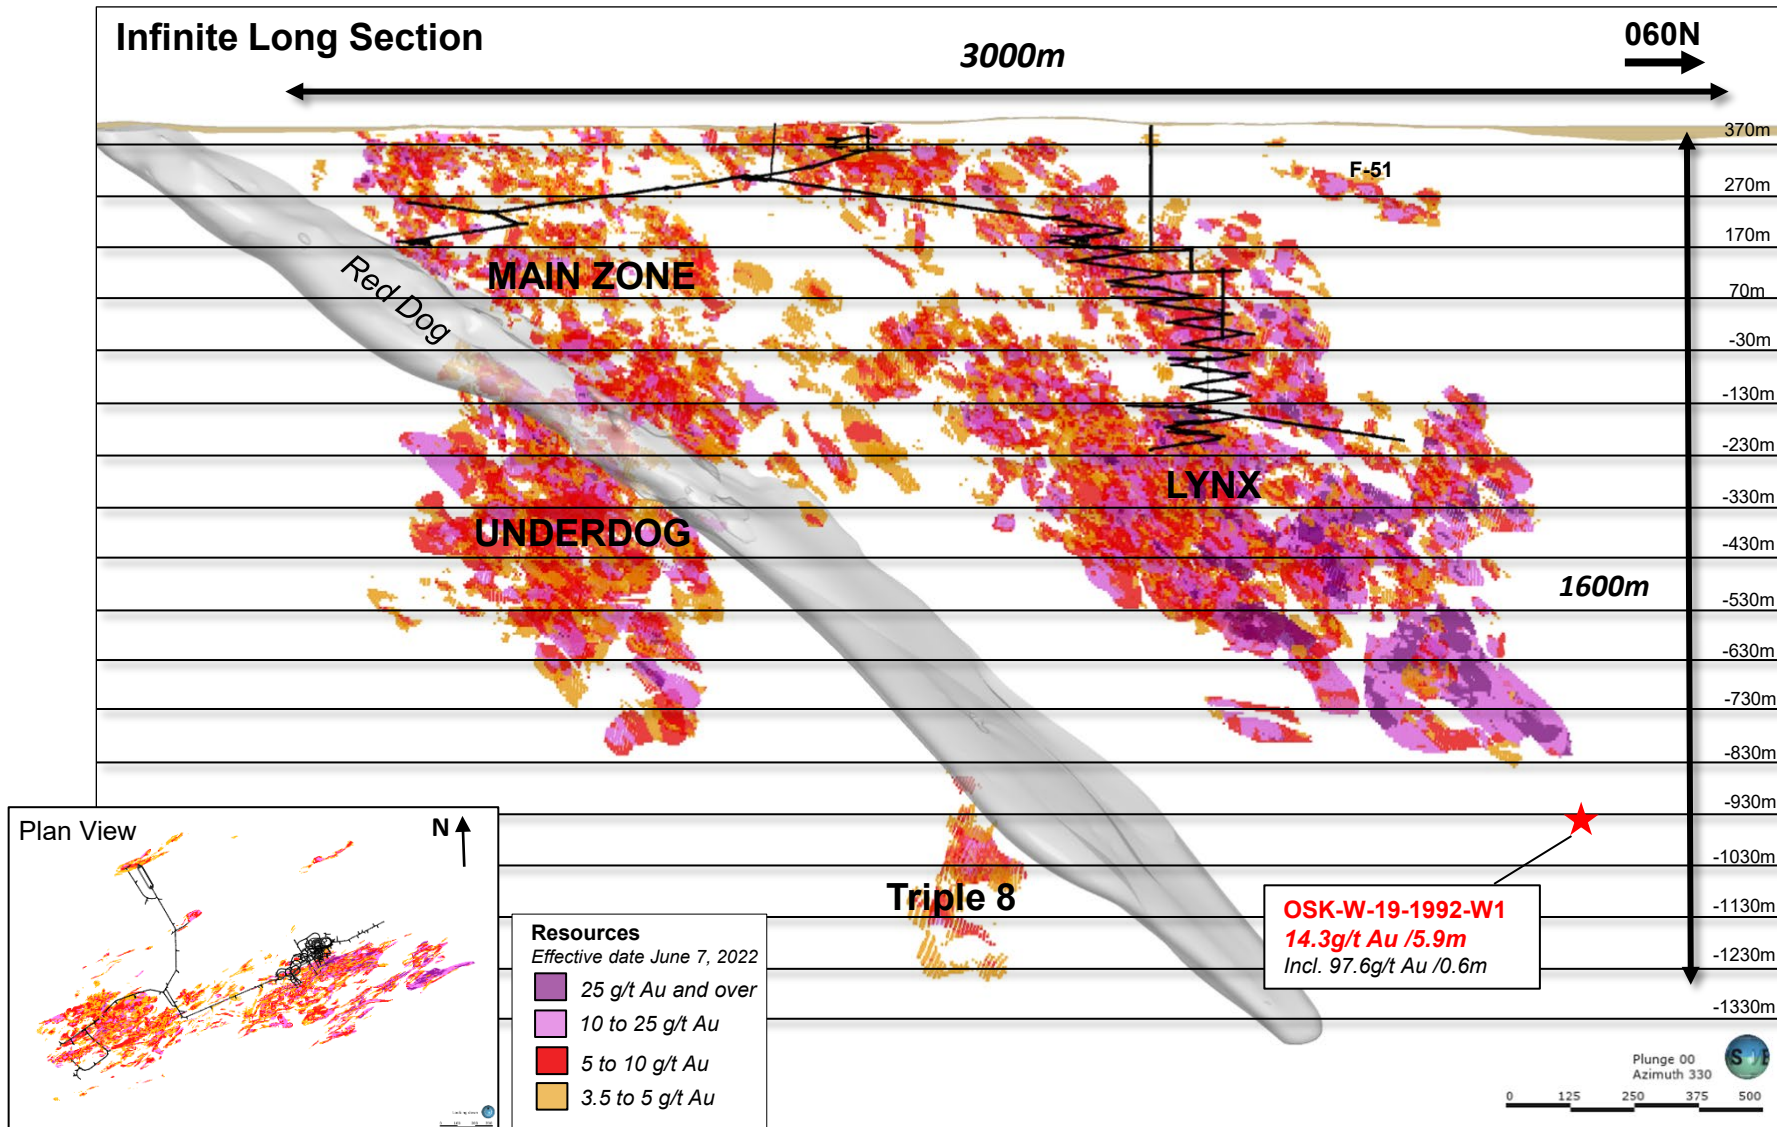 Infinite Long Section
3000m
060N
370m
F-51
270m
170m
Red Dog
MAIN ZONE
70m
-30m
-130m
-230m
LYNX
-330m
UNDERDOG
-430m
1600m
-530m
-630m
-730m
-830m
-930m
-1030m
Triple 8
-1130m
-1230m
-1330m
OSK-W-19-1992-W1
14.3g/t Au /5.9m
Incl. 97.6g/t Au /0.6m
Plan View
N
Resources
Effective date June 7, 2022
25 g/t Au and over
10 to 25 g/t Au
5 to 10 g/t Au
3.5 to 5 g/t Au
Plunge 00
Azimuth 330
0 125 250 375 500